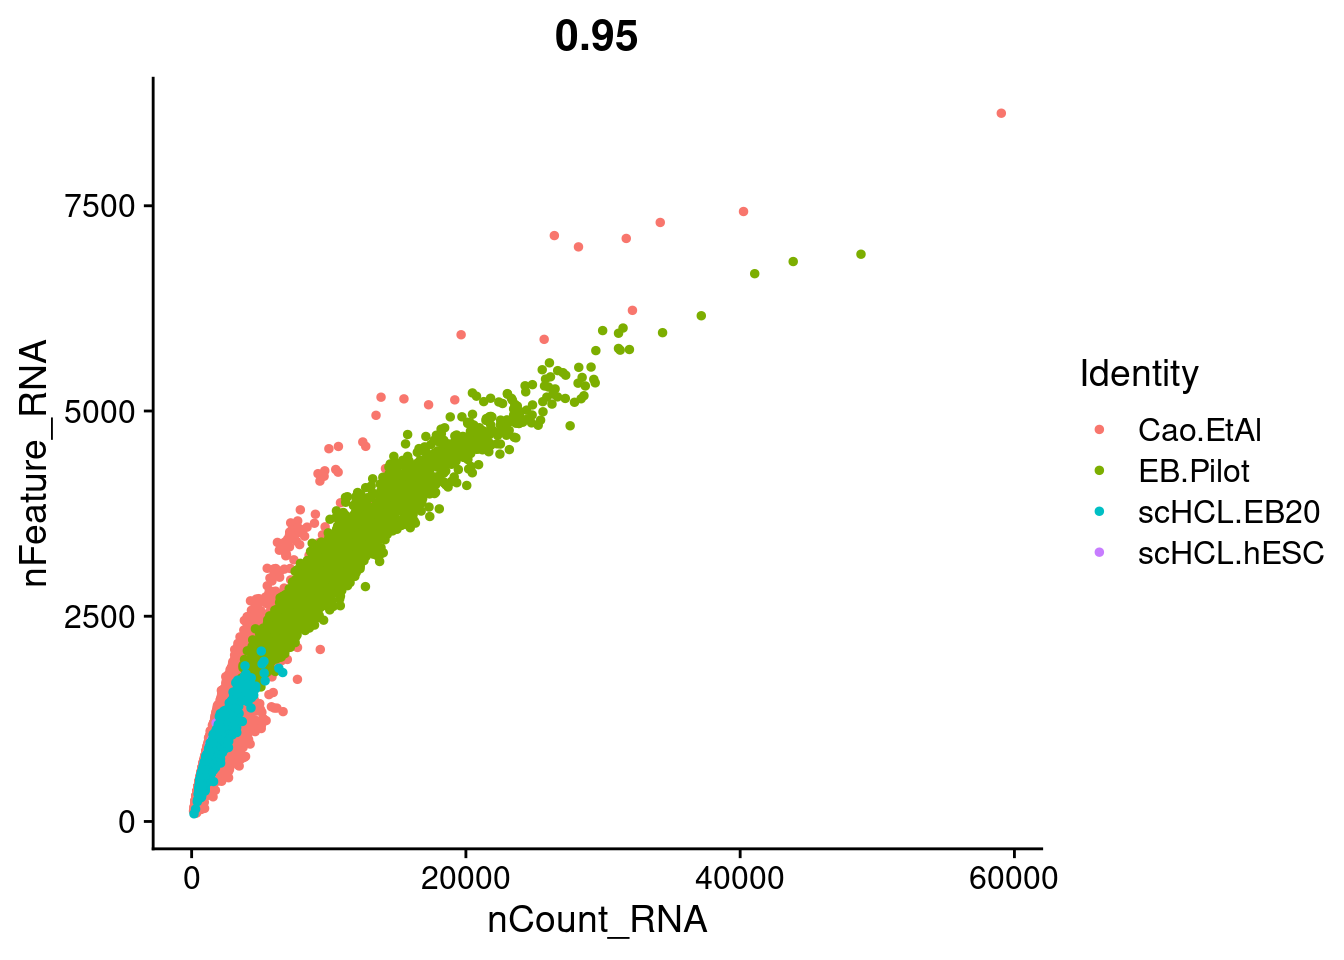 0.95
nFeature_RNA
7500
5000
2500
0
0
20000
40000
60000
nCount_RNA
Identity
Cao.EtAl
EB.Pilot
scHCL.EB20
scHCL.hESC